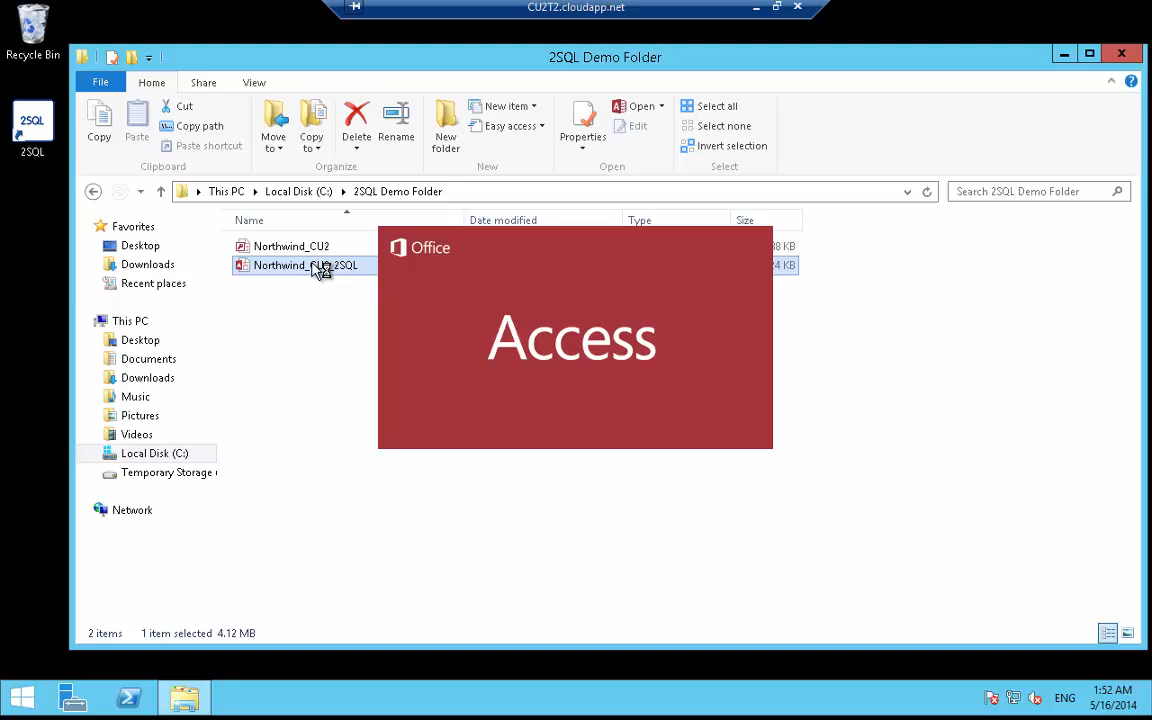 CU2T2.cloudapp.net
Recycle Bin
2SQL
2SQL
2SQL Demo Folder
File Home Share View
Copy
Paste
Cut
Copy path
Paste shortcut
Clipboard
Move to
Copy to
Delete
Rename
Organize
New folder
New item
Easy access
New
Properties
Open
Edit
Open
Select all
Select none
Invert selection
Select
This PC Local Disk (C:) 2SQL Demo Folder
Search 2SQL Demo Folder
Name Date modified Type Size
Northwind_CU2
KB
2SQL
KB
Office
Access
Favorites
Desktop
Downloads
Recent places
This PC
Desktop
Documents
Downloads
Music
Pictures
Videos
Local Disk (C:)
Temporary Storage
Network
2 items 1 item selected 4.12 MB
ENG
1:52 AM
5/16/2014